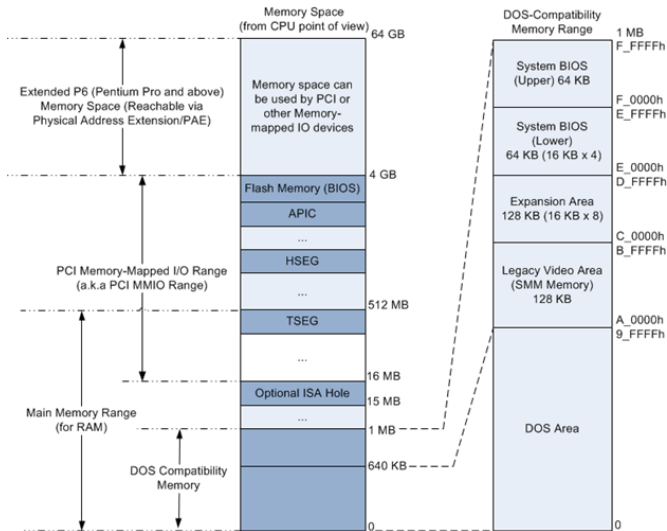 Memory Space
(from CPU point of view)
64 GB
Extended P6 (Pentium Pro and above)
Memory Space (Reachable via
Physical Address Extension/PAE)
Memory space can
be used by PCI or
other Memory-
mapped IO devices
4 GB
Flash Memory (BIOS)
APIC
...
HSEG
...
PCI Memory-Mapped I/O Range
(a.k.a PCI MMIO Range)
512 MB
TSEG
...
16 MB
Optional ISA Hole
15 MB
...
1 MB
Main Memory Range
(for RAM)
DOS Compatibility
Memory
640 KB
0
DOS-Compatibility
Memory Range
1 MB
F_FFFFh
System BIOS
(Upper) 64 KB
F_0000h
E_FFFFh
System BIOS
(Lower)
64 KB (16 KB x 4)
E_0000h
D_FFFFh
Expansion Area
128 KB (16 KB x 8)
C_0000h
B_FFFFh
Legacy Video Area
(SMM Memory)
128 KB
A_0000h
9_FFFFh
DOS Area
0